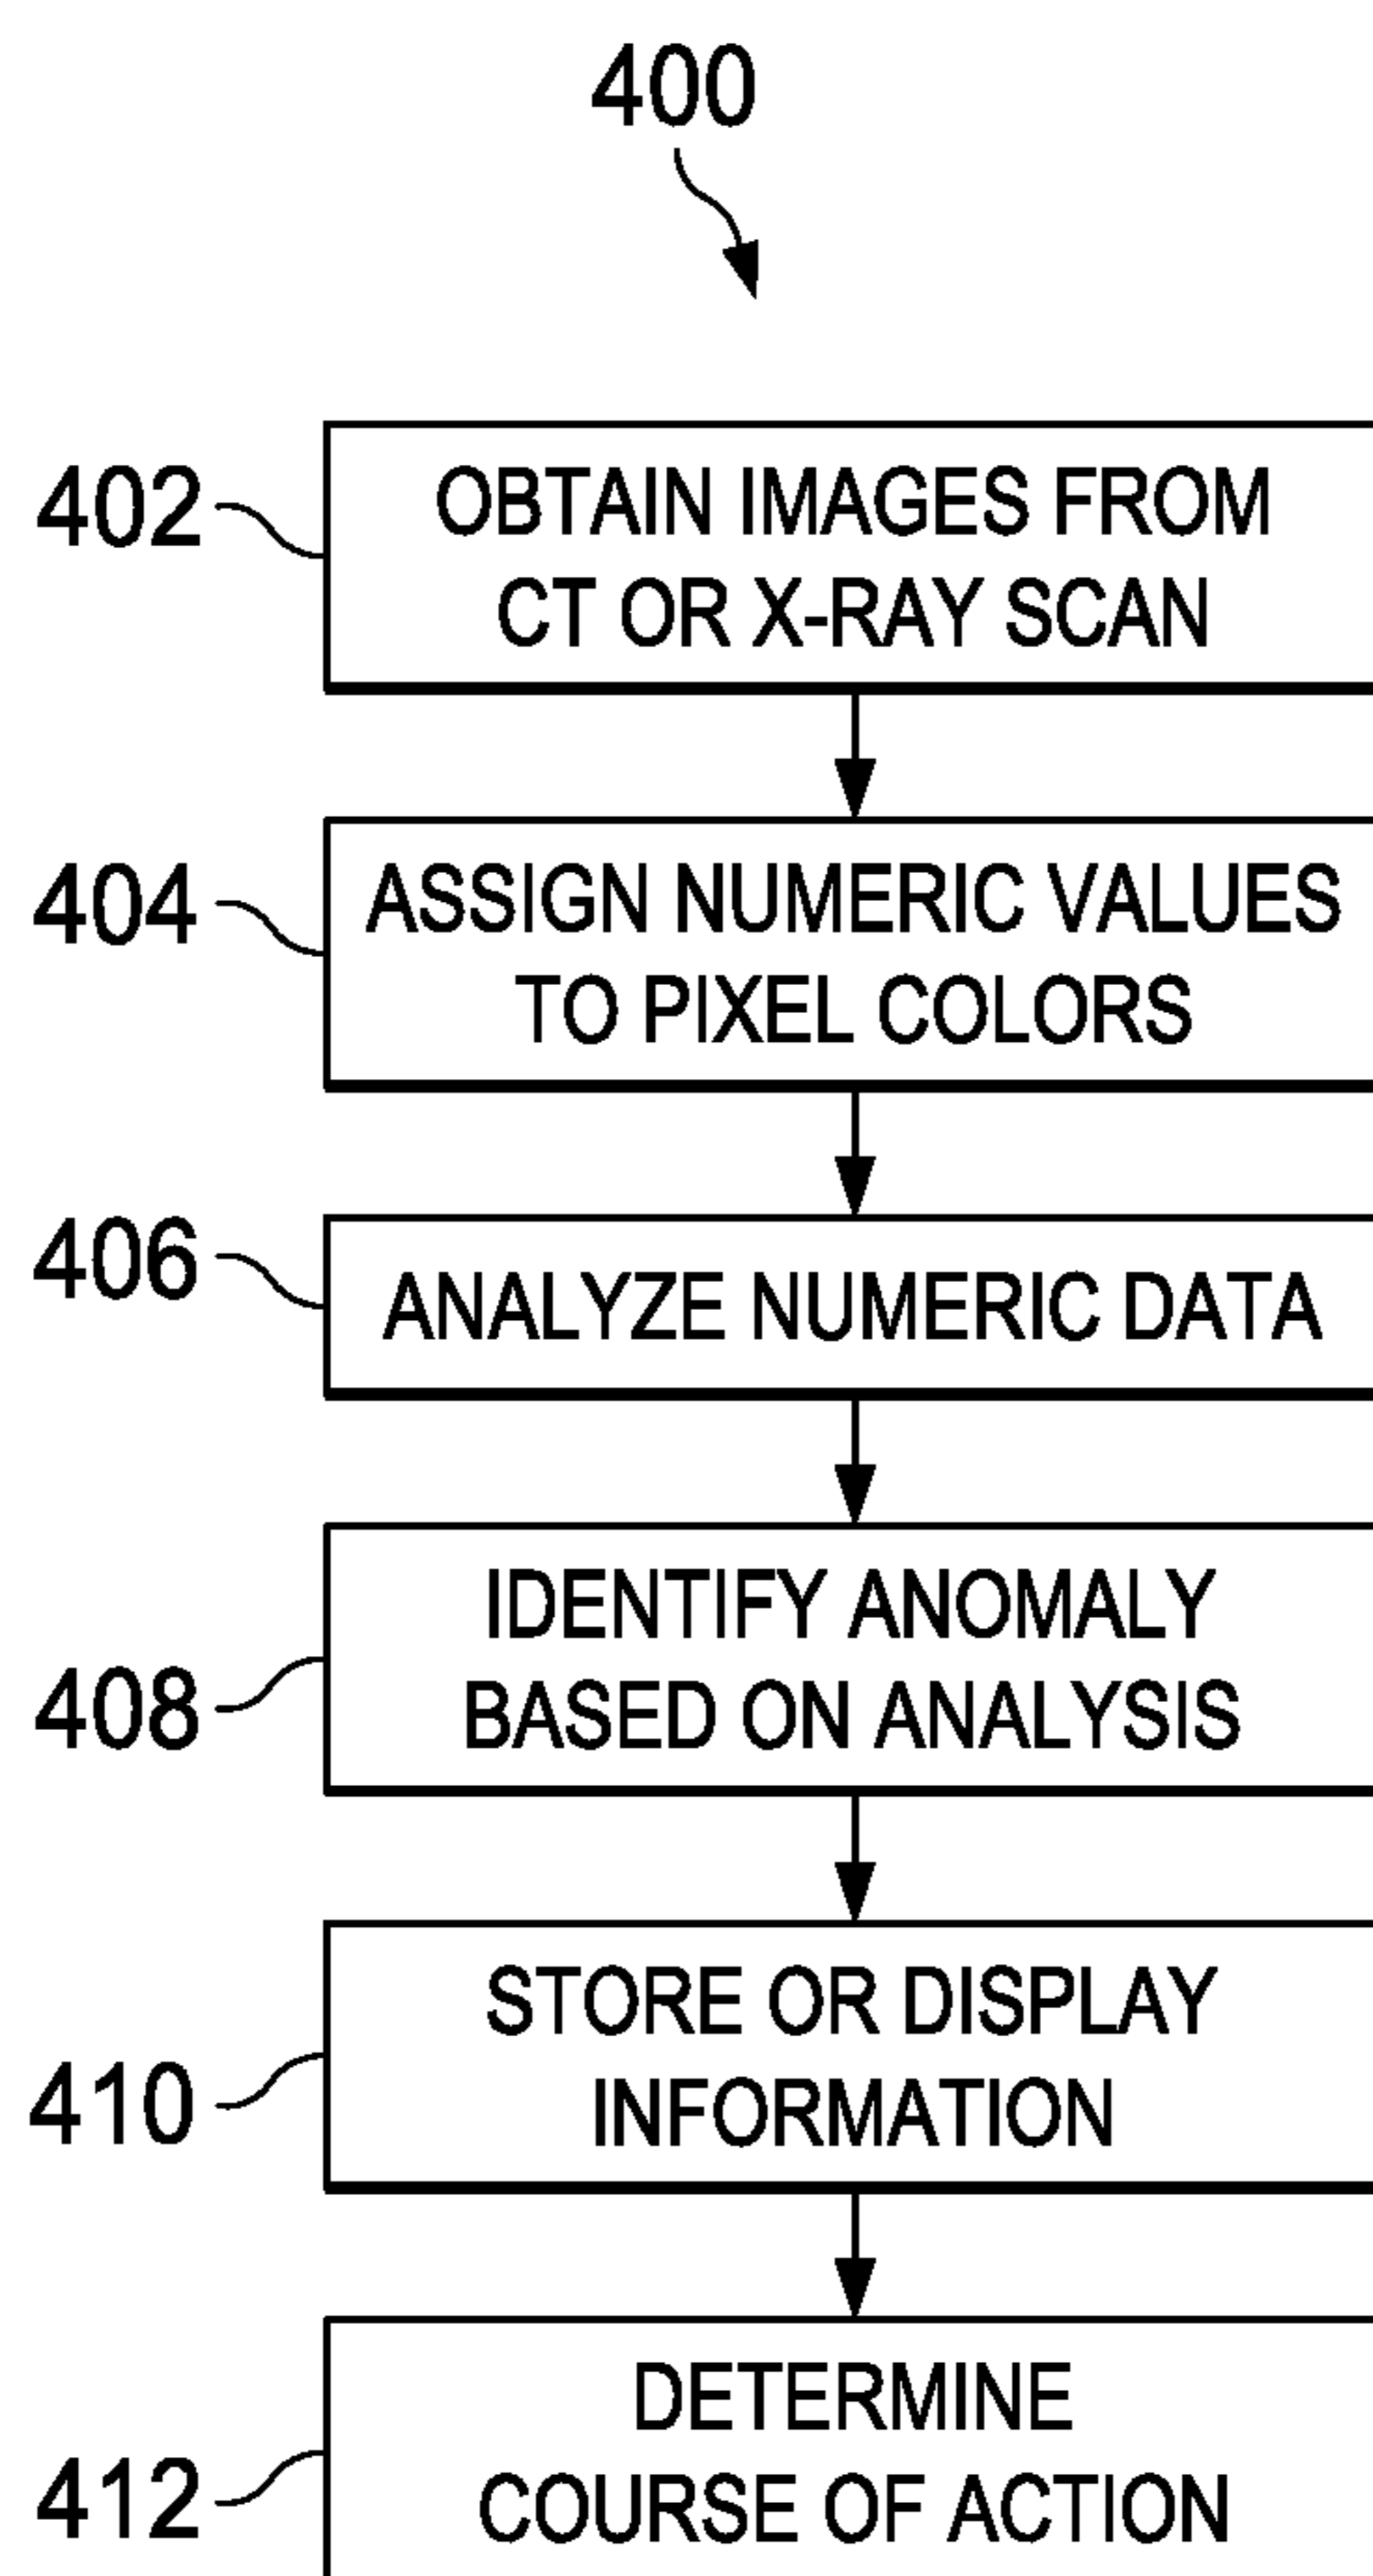 400
402
OBTAIN IMAGES FROM
CT OR X-RAY SCAN
404
ASSIGN NUMERIC VALUES
TO PIXEL COLORS
406
ANALYZE NUMERIC DATA
408
IDENTIFY ANOMALY
BASED ON ANALYSIS
410
STORE OR DISPLAY
INFORMATION
412
DETERMINE
COURSE OF ACTION